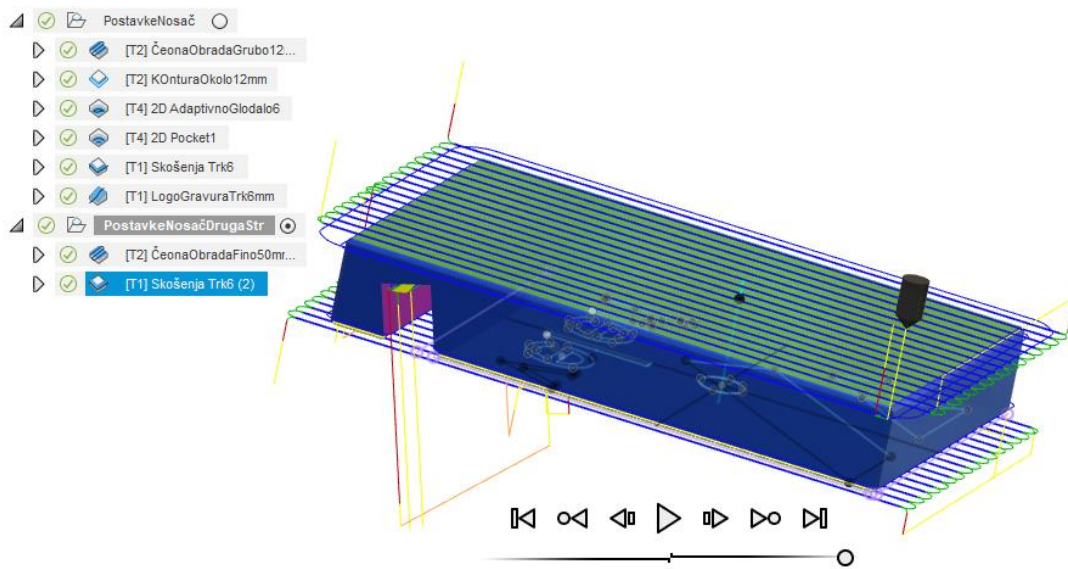 PostavkeNosač
[T2] ČeonaObradaGrubo12...
[T2] KOnturaOkolo12mm
[T4] 2D AdaptivnoGlodalo6
[T4] 2D Pocket1
[T1] Skošenja Trk6
[T1] LogoGravuraTrk6mm
PostavkeNosačDrugaStr
[T2] ČeonaObradaFino50mr...
[T1] Skošenja Trk6 (2)